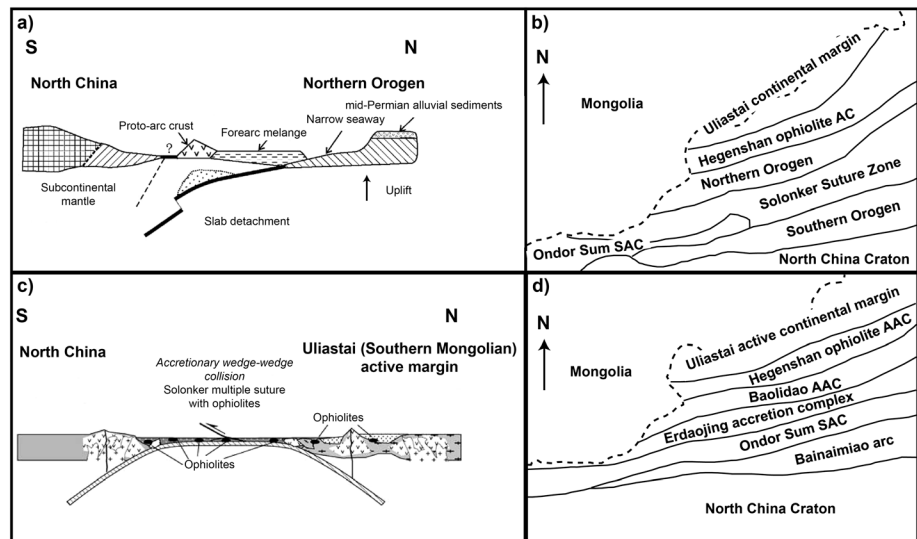 a)
S
N
North China
Northern Orogen
mid-Permian alluvial sediments
Narrow seaway
Proto-arc crust
Forearc melange
?
Subcontinental
mantle
Uplift
Slab detachment
b)
N
Mongolia
Uliastai continental margin
Hegenshan ophiolite AC
Northern Orogen
Solonker Suture Zone
Southern Orogen
Ondor Sum SAC
North China Craton
c)
S
N
North China
Uliastai (Southern Mongolian)
active margin
Accretionary wedge-wedge
collision
Solonker multiple suture
with ophiolites
Ophiolites
Ophiolites
d)
N
Mongolia
Uliastai active continental margin
Hegenshan ophiolite AAC
Baolidao AAC
Erdaojing accretion complex
Ondor Sum SAC
Bainaimiao arc
North China Craton